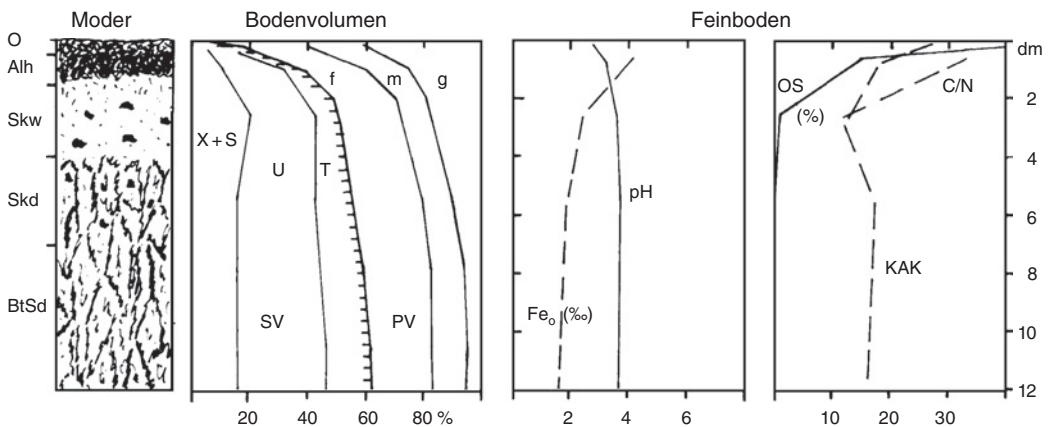 Moder
Bodenvolumen
Feinboden
O
Alh
Skw
Skd
BtSd
f
m
g
X + S
U
T
SV
PV
20
40
60
80 %
pH
Feo (‰)
2
4
6
8
OS
(%)
C/N
KAK
dm
2
4
6
8
10
12
10
20
30